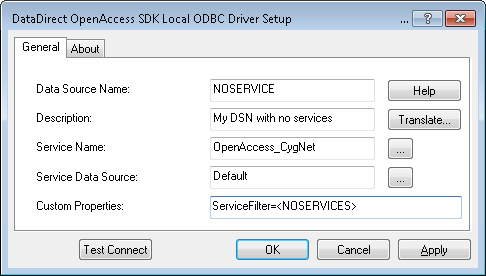 DataDirect OpenAccess SDK Local ODBC Driver Setup ... ?
General About
Data Source Name: NOSERVICE Help
Description: My DSN with no services Translate...
Service Name: OpenAccess_CygNet ...
Service Data Source: Default ...
Custom Properties: ServiceFilter=<NOSERVICES>
Test Connect OK Cancel Apply